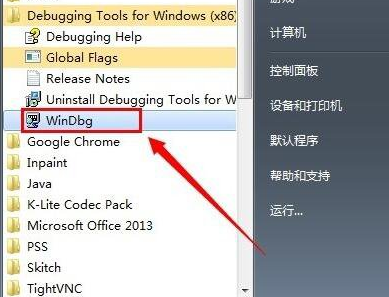 Debugging Tools for Windows (x86)
Debugging Help
Global Flags
Release Notes
Uninstall Debugging Tools for W
WinDbg
Google Chrome
Inpaint
Java
K-Lite Codec Pack
Microsoft Office 2013
PSS
Skitch
TightVNC
计算机
控制面板
设备和打印机
默认程序
帮助和支持
运行...